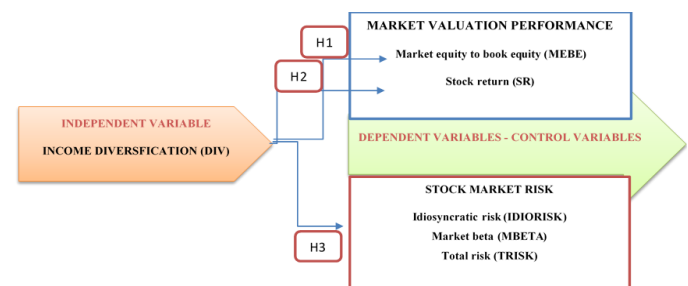 MARKET VALUATION PERFORMANCE
H1
Market equity to book equity (MEBE)
H2
Stock return (SR)
INDEPENDENT VARIABLE
INCOME DIVERSFICATION (DIV)
DEPENDENT VARIABLES - CONTROL VARIABLES
STOCK MARKET RISK
Idiosyncratic risk (IDIORISK)
Market beta (MBETA)
H3
Total risk (TRISK)